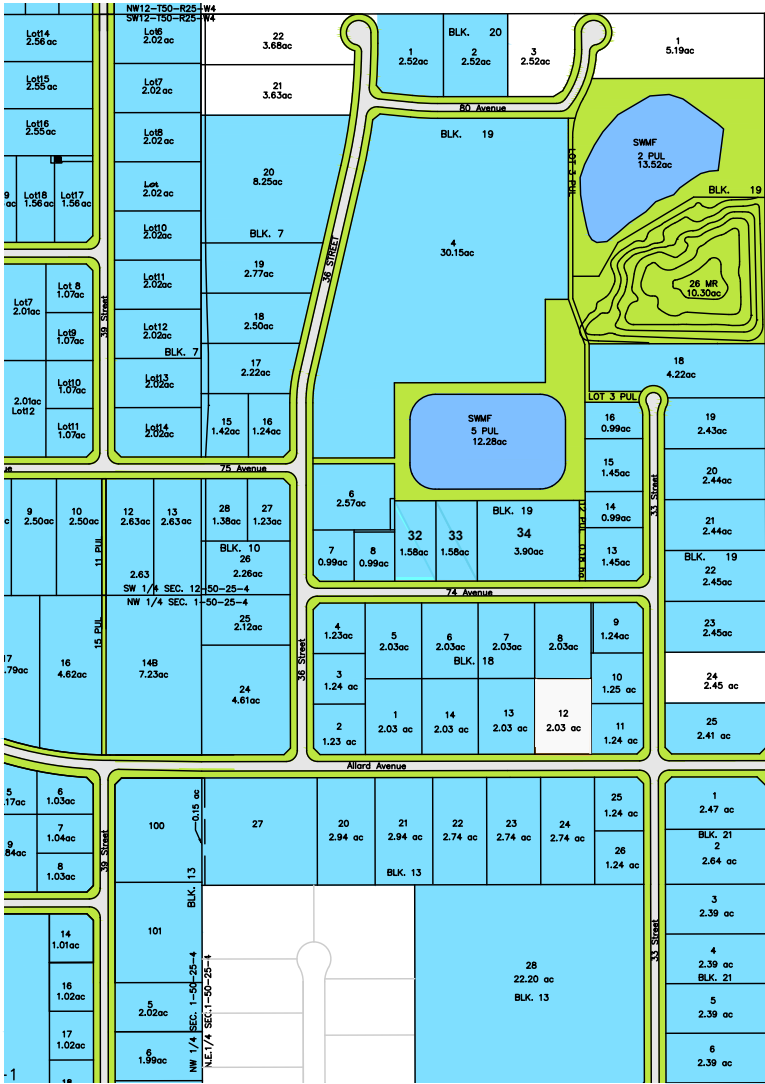 NW12-T50-R25-W4
SW12-T50-R25-W4
Lot14
2.56ac
Lot15
2.55ac
Lot16
2.55ac
9
ac
Lot18
1.56ac
Lot17
1.56ac
Lot6
2.02ac
Lot7
2.02ac
Lot8
2.02ac
Lot
2.02ac
Lot10
2.02ac
Lot11
2.02ac
Lot12
2.02ac
BLK. 7
Lot13
2.02ac
Lot14
2.02ac
22
3.68ac
21
3.63ac
20
8.25ac
BLK. 7
19
2.77ac
18
2.50ac
17
2.22ac
15
1.42ac
16
1.24ac
1
2.52ac
BLK. 20
2
2.52ac
3
2.52ac
1
5.19ac
80 Avenue
BLK. 19
LOT 3 PUL
SWMF
2 PUL
13.52ac
BLK. 19
4
30.15ac
36 STREET
26 MR
10.30ac
Lot7
2.01ac
Lot 8
1.07ac
Lot9
1.07ac
2.01ac
Lot12
Lot10
1.07ac
Lot11
1.07ac
39 Street
18
4.22ac
LOT 3 PUL
SWMF
5 PUL
12.28ac
16
0.99ac
15
1.45ac
14
0.99ac
13
1.45ac
33 Street
19
2.43ac
20
2.44ac
21
2.44ac
BLK. 19
22
2.45ac
23
2.45ac
24
2.45 ac
25
2.41 ac
ue
75 Avenue
c
9
2.50ac
10
2.50ac
11 PUL
12
2.63ac
13
2.63ac
2.63
28
1.38ac
27
1.23ac
BLK. 10
26
2.26ac
SW 1/4 SEC. 12-50-25-4
NW 1/4 SEC. 1-50-25-4
6
2.57ac
7
0.99ac
8
0.99ac
32
1.58ac
33
1.58ac
BLK. 19
34
3.90ac
12 PUL 0.18 ha
74 Avenue
17
.79ac
16
4.62ac
15 PUL
14B
7.23ac
25
2.12ac
24
4.61ac
36 Street
4
1.23ac
3
1.24 ac
2
1.23 ac
5
2.03ac
6
2.03ac
7
2.03ac
8
2.03ac
BLK. 18
9
1.24ac
10
1.25 ac
11
1.24 ac
1
2.03 ac
14
2.03 ac
13
2.03 ac
12
2.03 ac
Allard Avenue
5
.17ac
6
1.03ac
7
1.04ac
9
.84ac
8
1.03ac
39 Street
100
0.15 ac
27
20
2.94 ac
21
2.94 ac
22
2.74 ac
23
2.74 ac
24
2.74 ac
25
1.24 ac
26
1.24 ac
BLK. 13
1
2.47 ac
BLK. 21
2
2.64 ac
3
2.39 ac
4
2.39 ac
BLK. 21
5
2.39 ac
6
2.39 ac
BLK. 13
101
14
1.01ac
16
1.02ac
17
1.02ac
18
5
2.02ac
6
1.99ac
NW 1/4 SEC. 1-50-25-4
N.E.1/4 SEC.1-50-25-4
28
22.20 ac
BLK. 13
33 Street
-1